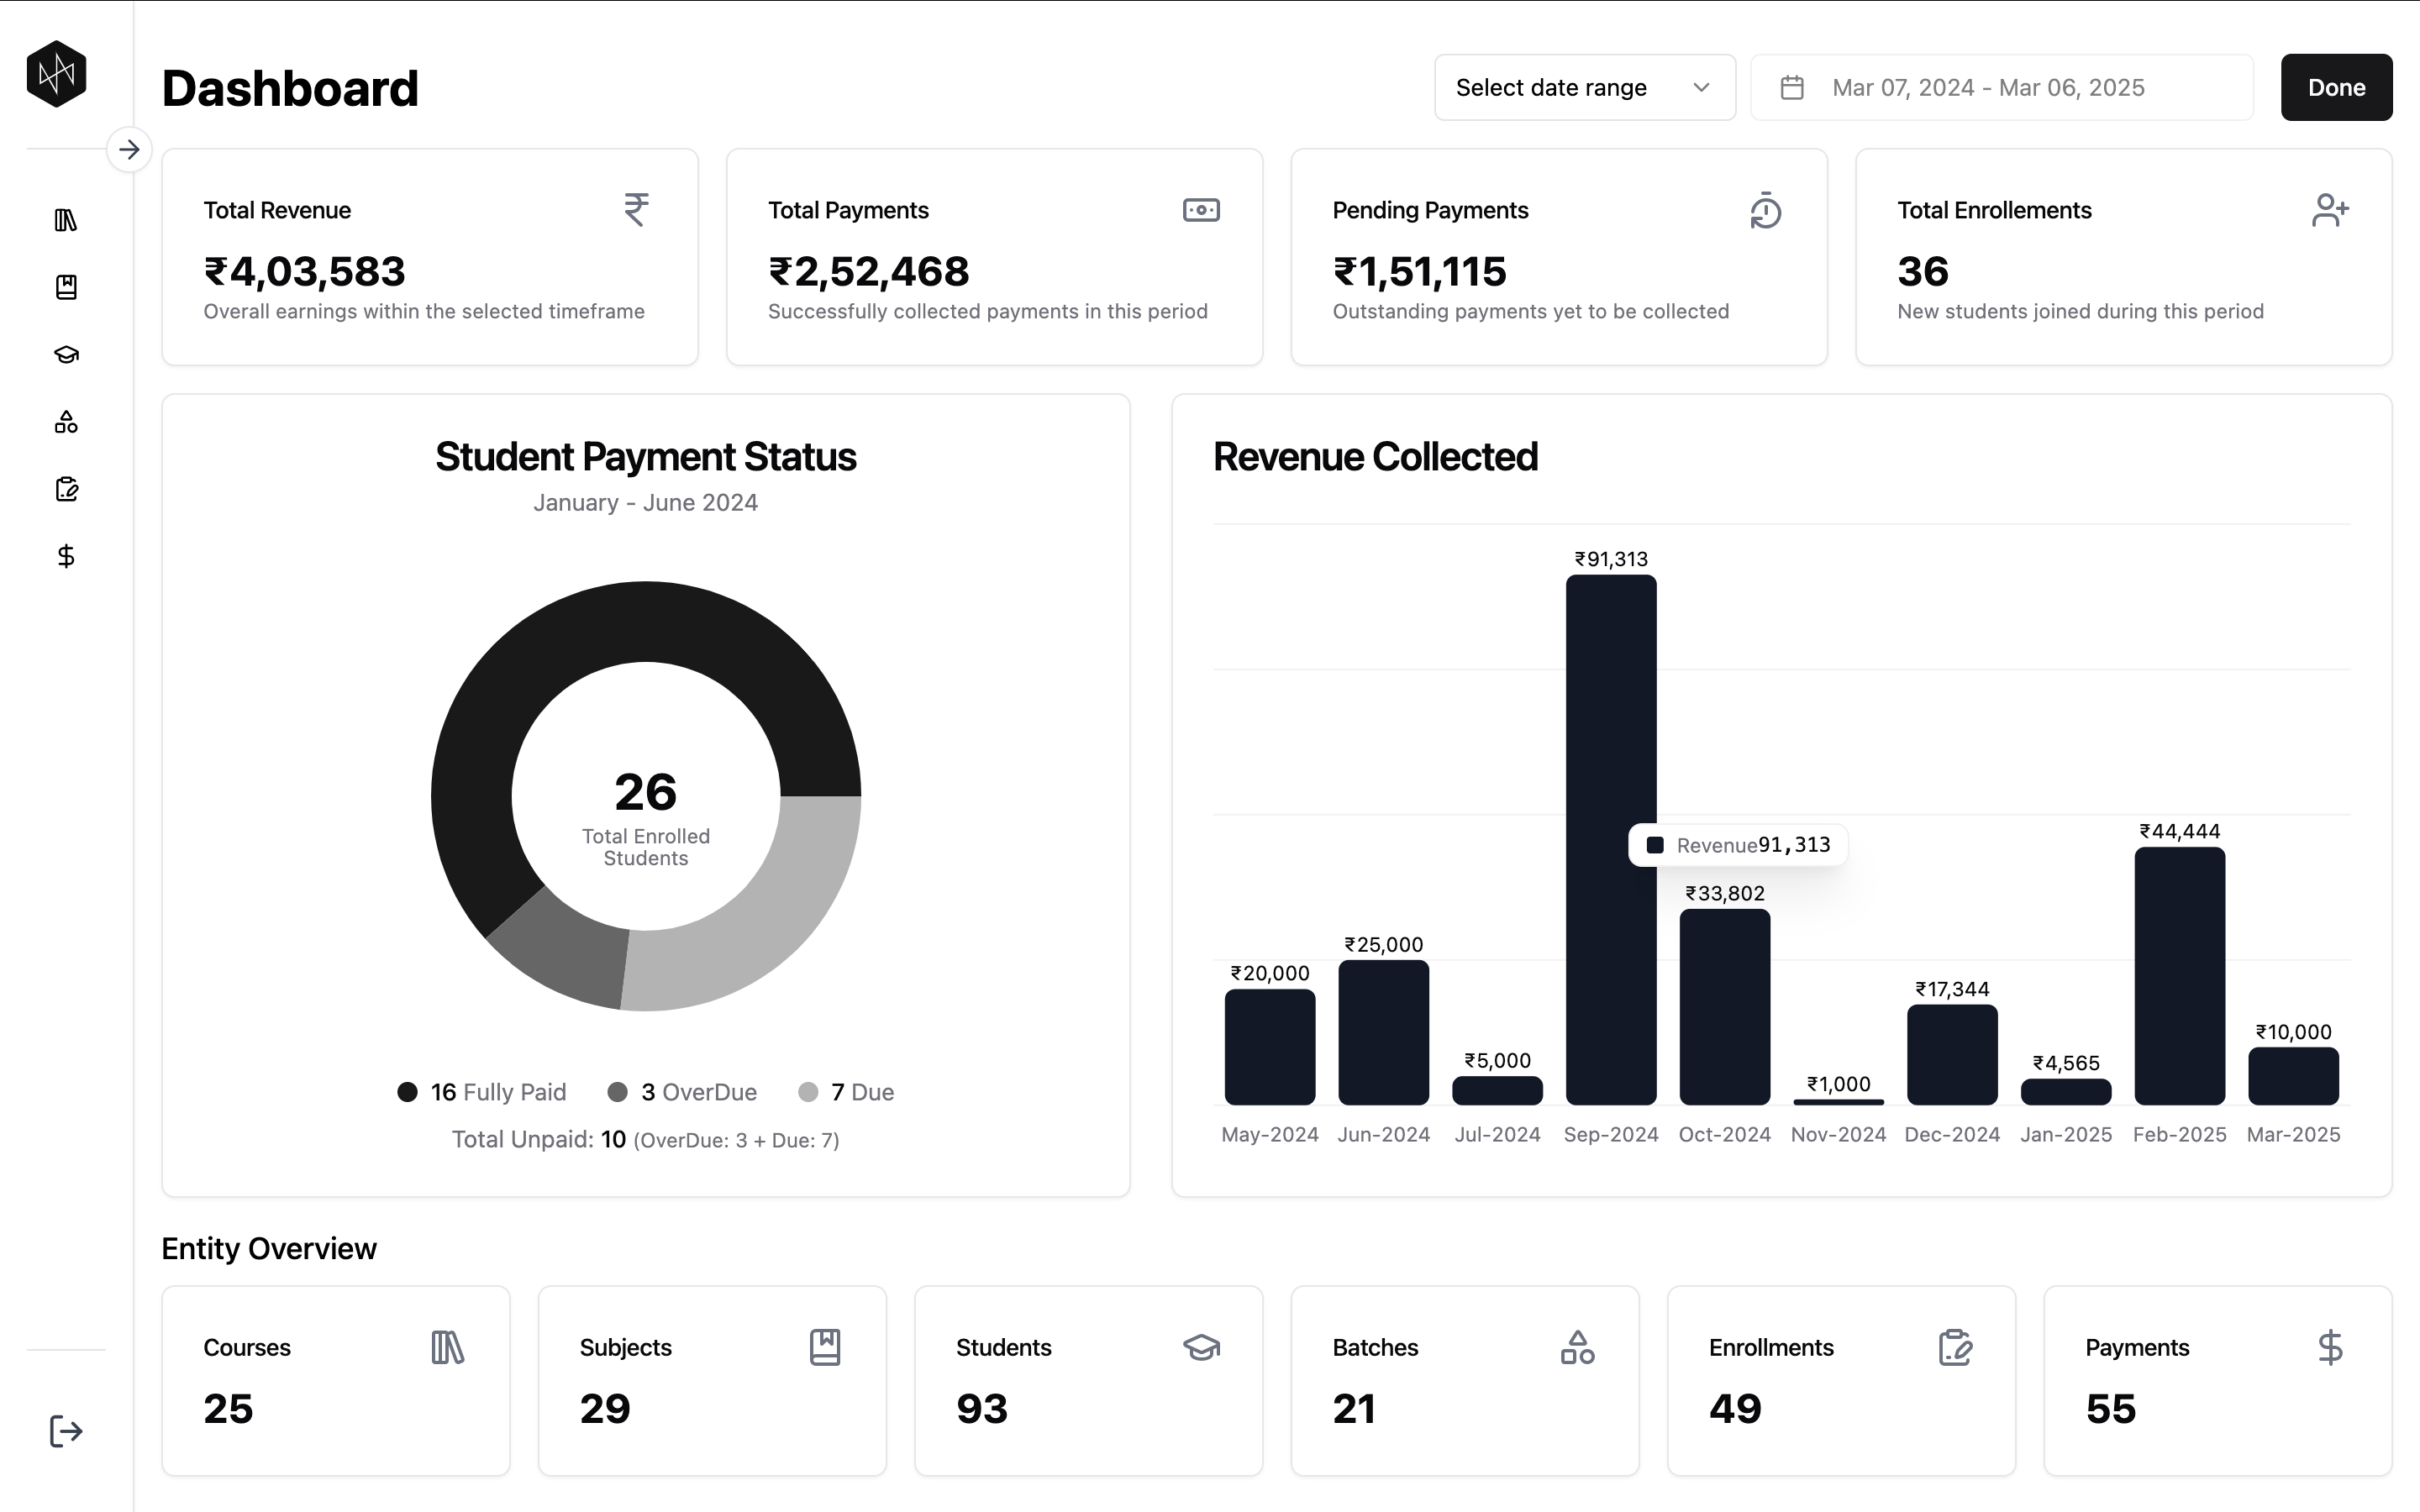 Dashboard
Select date range
Mar 07, 2024 - Mar 06, 2025
Done
Total Revenue
₹4,03,583
Overall earnings within the selected timeframe
Total Payments
₹2,52,468
Successfully collected payments in this period
Pending Payments
₹1,51,115
Outstanding payments yet to be collected
Total Enrollements
36
New students joined during this period
Student Payment Status
January - June 2024
26
Total Enrolled
Students
16 Fully Paid
3 OverDue
7 Due
Total Unpaid: 10 (OverDue: 3 + Due: 7)
Revenue Collected
₹20,000
₹25,000
₹5,000
₹91,313
₹33,802
₹1,000
₹17,344
₹4,565
₹44,444
₹10,000
Revenue91,313
May-2024
Jun-2024
Jul-2024
Sep-2024
Oct-2024
Nov-2024
Dec-2024
Jan-2025
Feb-2025
Mar-2025
Entity Overview
Courses
25
Subjects
29
Students
93
Batches
21
Enrollments
49
Payments
55